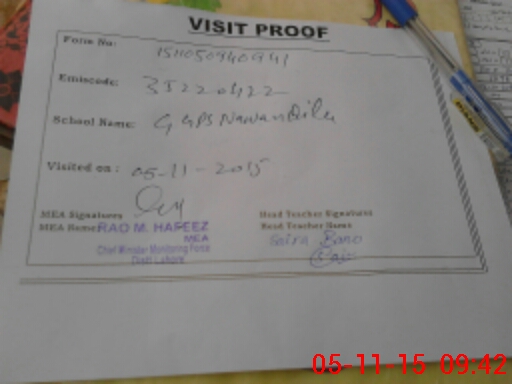 VISIT PROOF
Form No:
Emiscode: 35220422
School Name: GGPS Nawan Qila
Visited on : 05-11-2015
MEA Signatures
MEA Name: RAO M. HAFEEZ
MEA
Chief Minister Monitoring Force
Distt Lahore
Head Teacher Signature
Head Teacher Name
Saira Bano
05-11-15 09:42